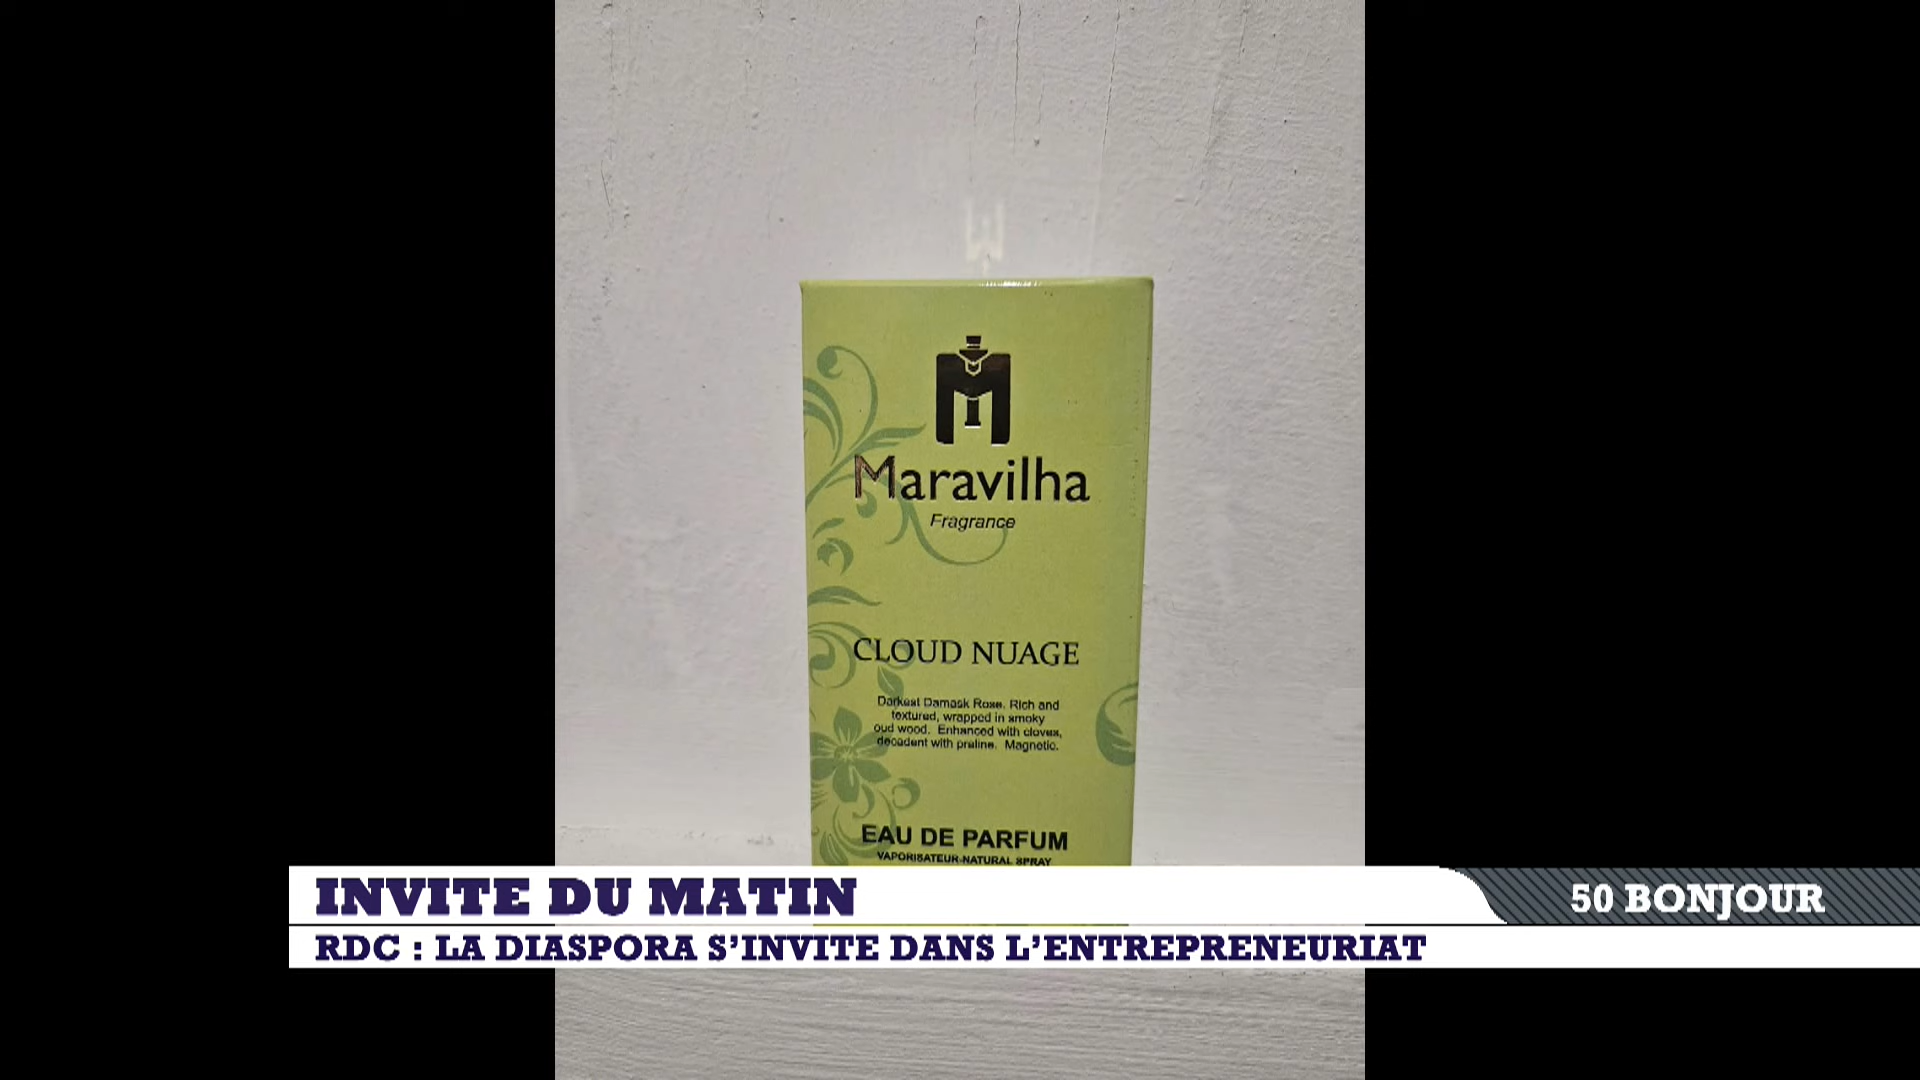 Maravilha
Fragrance
CLOUD NUAGE
Darkest Damask Rose. Rich and
textured, wrapped in smoky
oud wood. Enhanced with cloves,
decadent with praline. Magnetic.
EAU DE PARFUM
VAPORISATEUR-NATURAL SPRAY
INVITE DU MATIN
50 BONJOUR
RDC : LA DIASPORA S'INVITE DANS L'ENTREPRENEURIAT